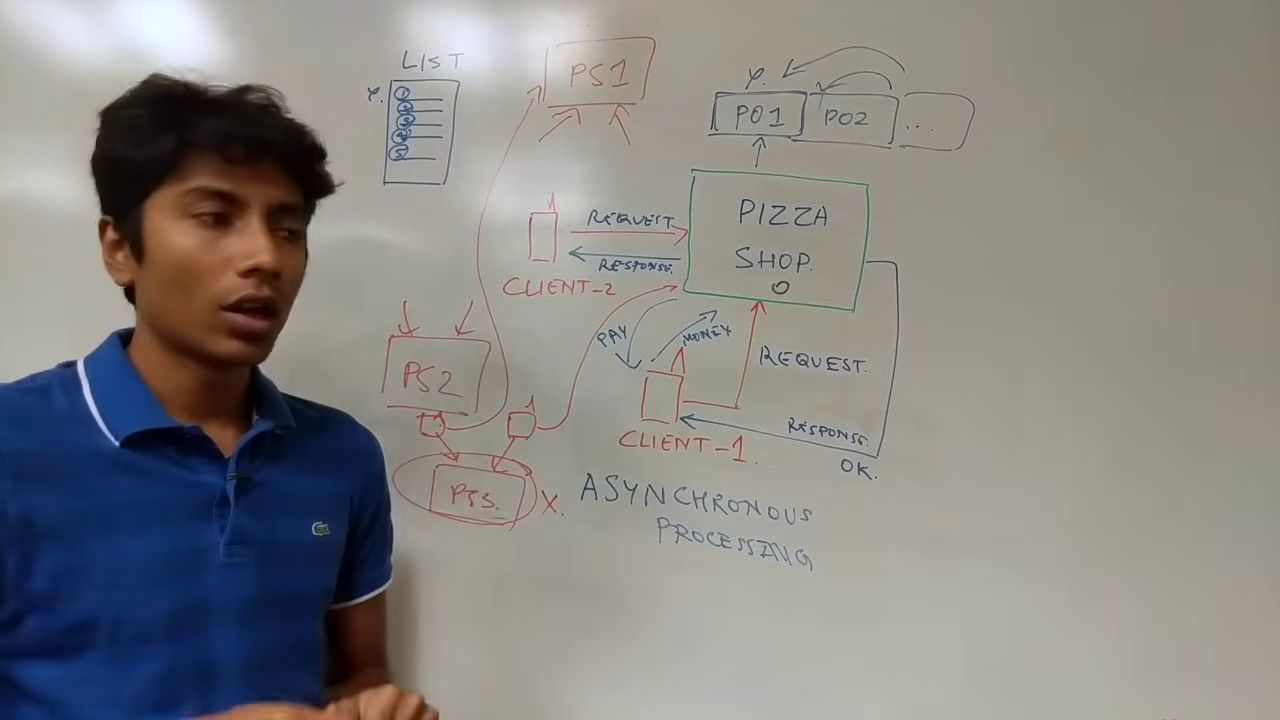 LIST
1
2
3
4
5
PS1
PO1
PO2
...
PIZZA
SHOP.
REQUEST
RESPONSE.
CLIENT-2
PAY
MONEY
REQUEST.
PS2
CLIENT-1.
RESPONSE.
OK.
PS3.
X.
ASYNCHRONOUS
PROCESSING